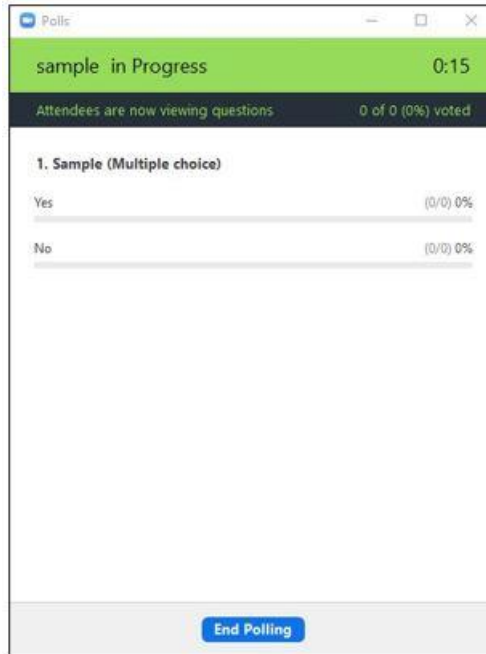 Polls
sample in Progress 0:15
Attendees are now viewing questions 0 of 0 (0%) voted
1. Sample (Multiple choice)
Yes (0/0) 0%
No (0/0) 0%
End Polling